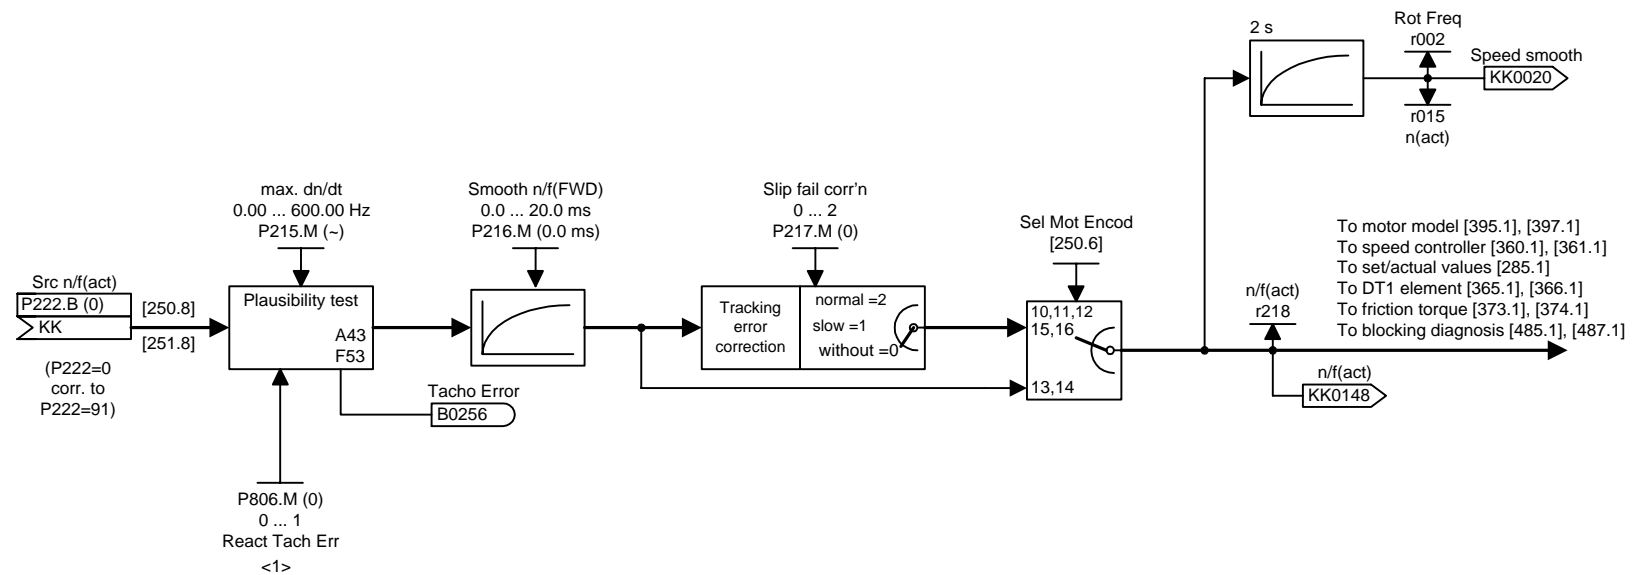 2 s
Rot Freq
r002
Speed smooth
KK0020
r015
n(act)
max. dn/dt
0.00 ... 600.00 Hz
P215.M (~)
Smooth n/f(FWD)
0.0 ... 20.0 ms
P216.M (0.0 ms)
Slip fail corr’n
0 ... 2
P217.M (0)
Sel Mot Encod
[250.6]
To motor model [395.1], [397.1]
To speed controller [360.1], [361.1]
To set/actual values [285.1]
To DT1 element [365.1], [366.1]
To friction torque [373.1], [374.1]
To blocking diagnosis [485.1], [487.1]
Src n/f(act)
P222.B (0)
KK
[250.8]
[251.8]
(P222=0
corr. to
P222=91)
Plausibility test
A43
F53
Tacho Error
B0256
Tracking
error
correction
normal =2
slow =1
without =0
10,11,12
15,16
13,14
n/f(act)
r218
n/f(act)
KK0148
P806.M (0)
0 ... 1
React Tach Err
<1>